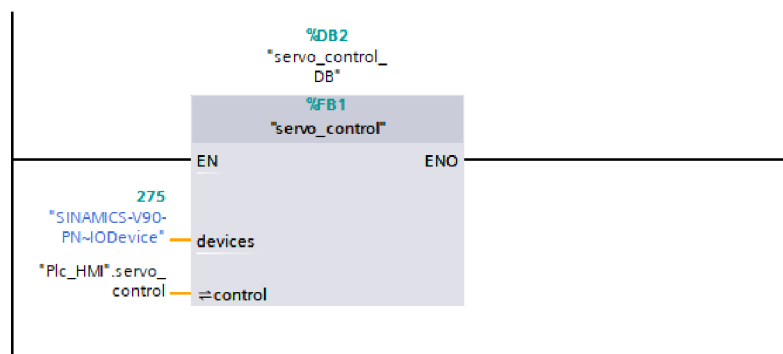 %DB2
"servo_control_
DB"
%FB1
"servo_control"
EN ENO
275
"SINAMICS-V90-
PN~IODevice" devices
"Plc_HMI".servo_
control ⇌control